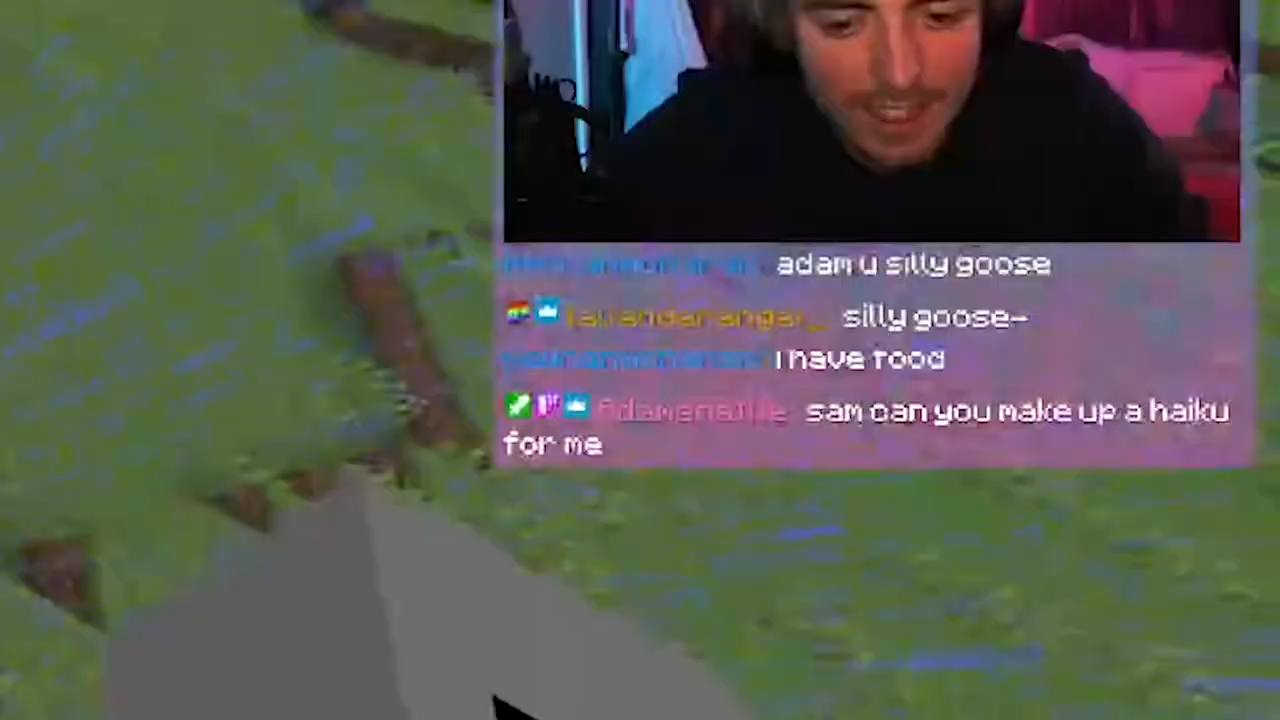 adam u silly goose
silly goose~
I have food
sam can you make up a haiku
for me